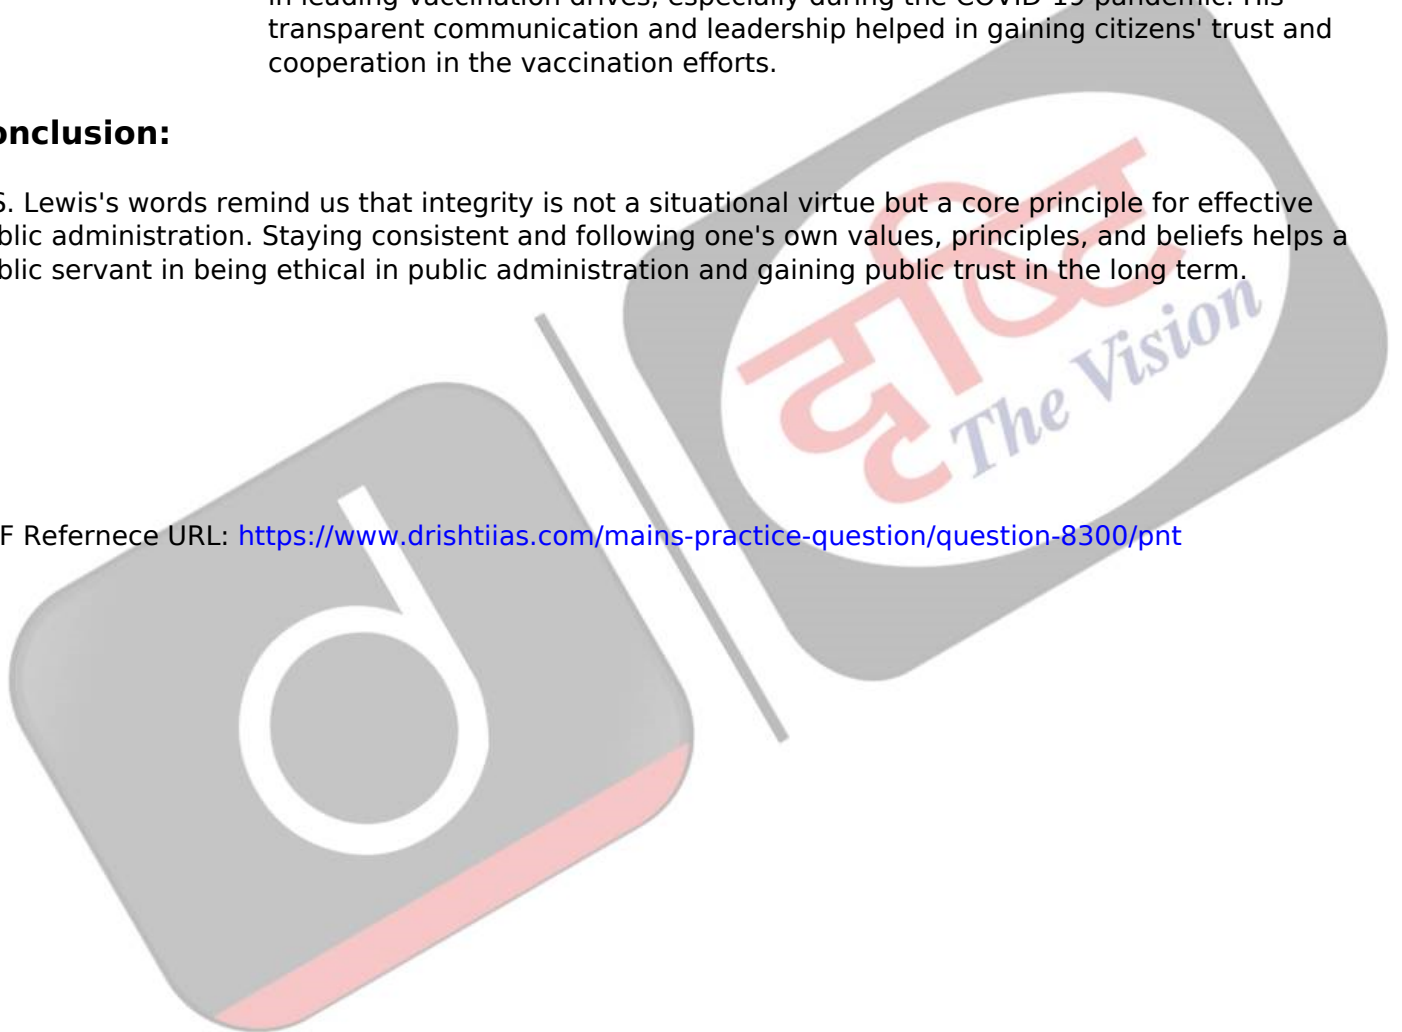 in leading vaccination drives, especially during the COVID-19 pandemic. His
transparent communication and leadership helped in gaining citizens' trust and
cooperation in the vaccination efforts.
onclusion:
S. Lewis's words remind us that integrity is not a situational virtue but a core principle for effective
blic administration. Staying consistent and following one's own values, principles, and beliefs helps a
blic servant in being ethical in public administration and gaining public trust in the long term.
दृष्टि
The Vision
d
F Refernece URL: https://www.drishtiias.com/mains-practice-question/question-8300/pnt